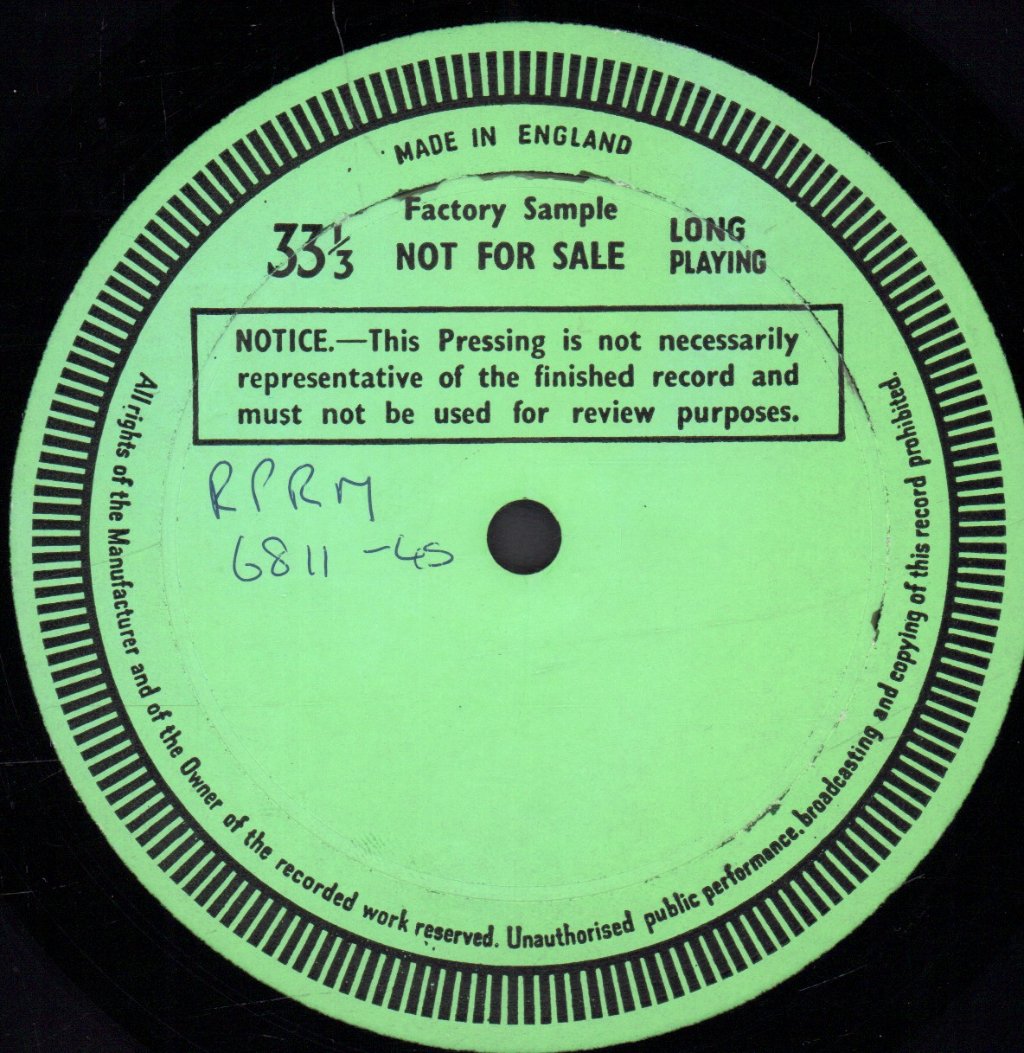 MADE IN ENGLAND
Factory Sample
33⅓ NOT FOR SALE LONG PLAYING
NOTICE.—This Pressing is not necessarily
representative of the finished record and
must not be used for review purposes.
RPRM
6811 -4S
All rights of the Manufacturer and of the Owner of the recorded work reserved. Unauthorised public performance, broadcasting and copying of this record prohibited.